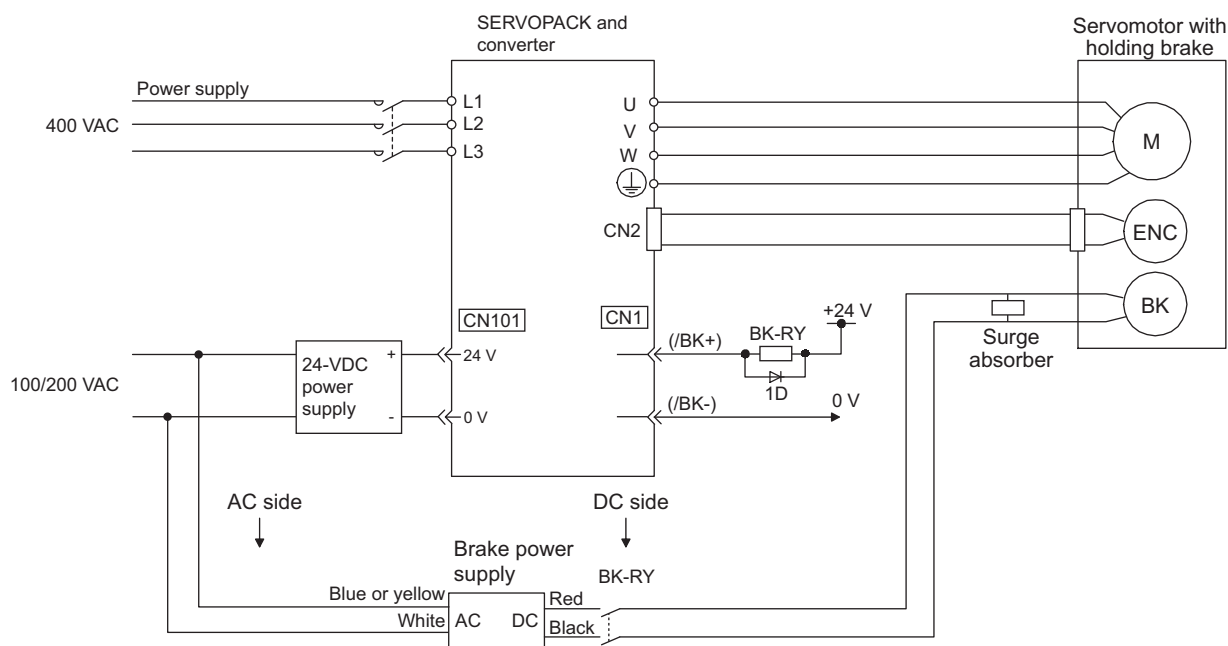 SERVOPACK and
converter
Servomotor with
holding brake
Power supply
400 VAC
L1
L2
L3
U
V
W
M
CN2
ENC
BK
CN101
CN1
+24 V
(/BK+)
BK-RY
Surge
absorber
100/200 VAC
24-VDC
power
supply
+
-
24 V
0 V
1D
(/BK-)
0 V
AC side
DC side
Brake power
supply
BK-RY
Blue or yellow
White
AC
DC
Red
Black